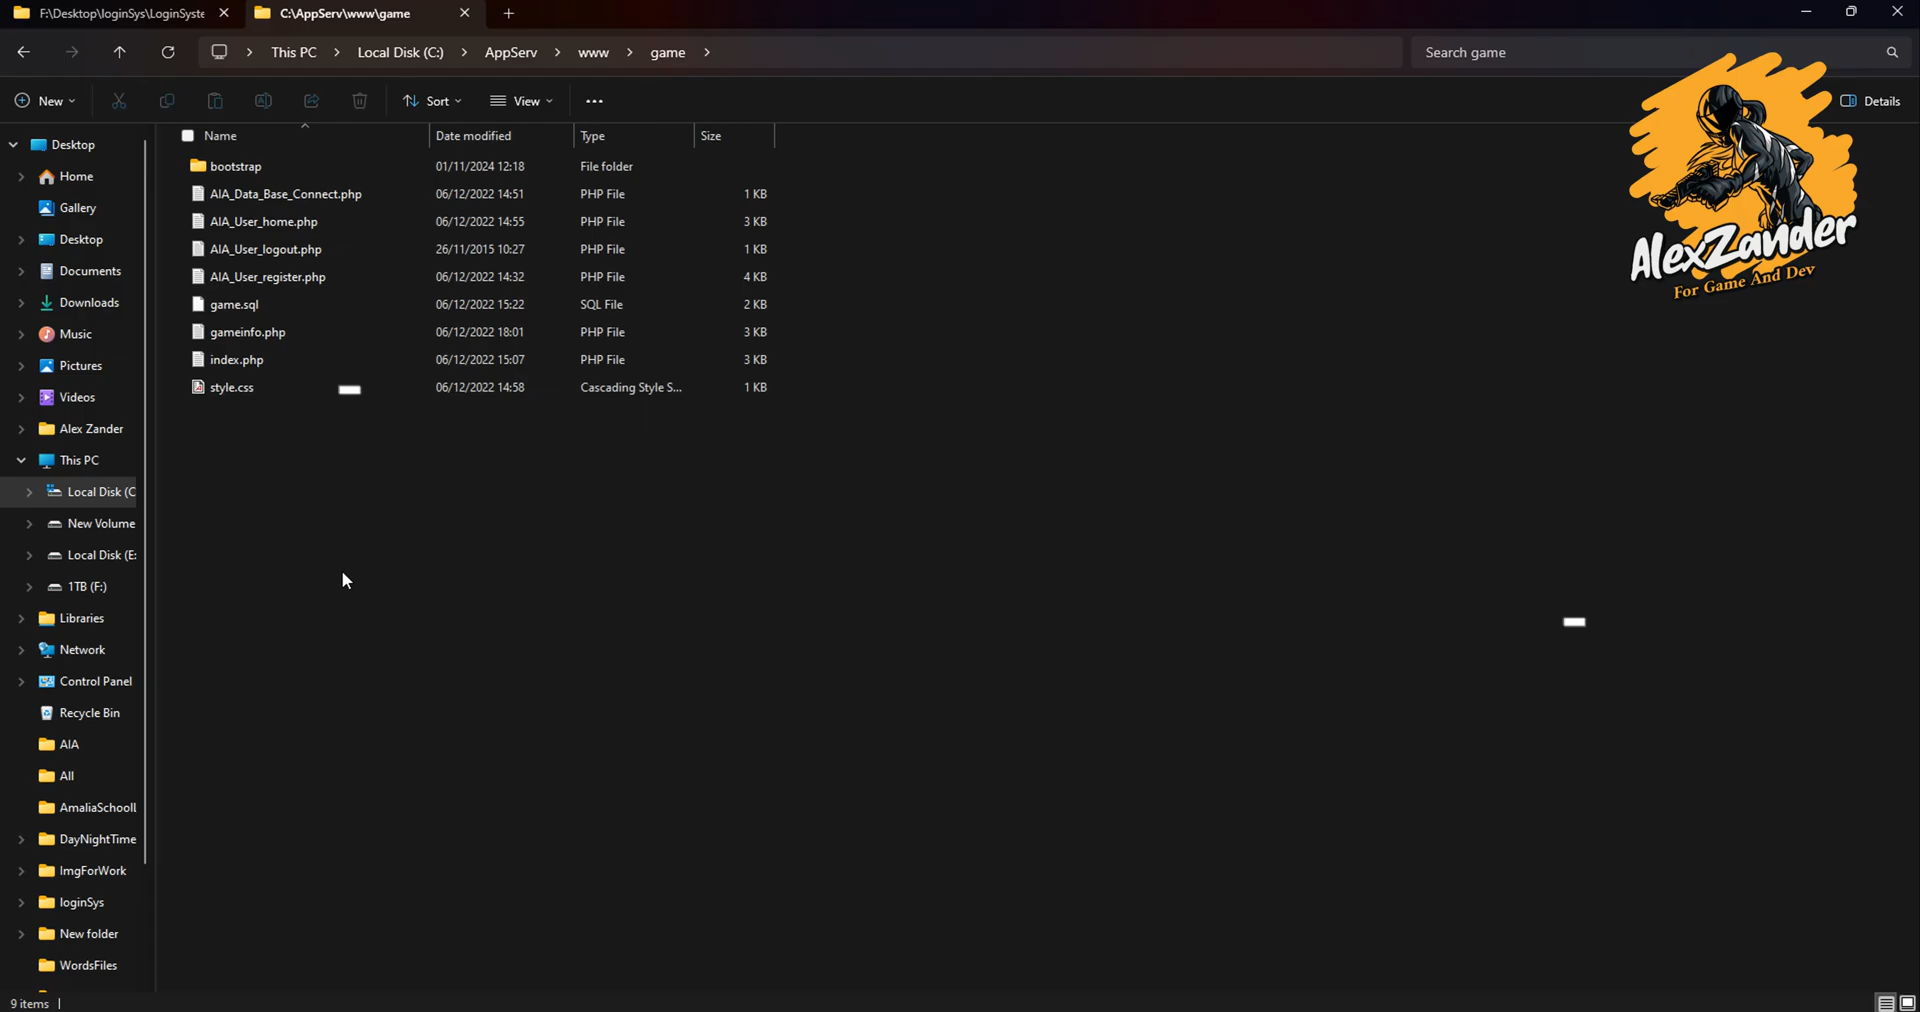 F:\Desktop\loginSys\LoginSyste
C:\AppServ\www\game
This PC > Local Disk (C:) > AppServ > www > game >
Search game
New
Sort
View
Details
Name Date modified Type Size
bootstrap 01/11/2024 12:18 File folder
AIA_Data_Base_Connect.php 06/12/2022 14:51 PHP File 1 KB
AIA_User_home.php 06/12/2022 14:55 PHP File 3 KB
AIA_User_logout.php 26/11/2015 10:27 PHP File 1 KB
AIA_User_register.php 06/12/2022 14:32 PHP File 4 KB
game.sql 06/12/2022 15:22 SQL File 2 KB
gameinfo.php 06/12/2022 18:01 PHP File 3 KB
index.php 06/12/2022 15:07 PHP File 3 KB
style.css 06/12/2022 14:58 Cascading Style S... 1 KB
Desktop
Home
Gallery
Desktop
Documents
Downloads
Music
Pictures
Videos
Alex Zander
This PC
Local Disk (C
New Volume
Local Disk (E:
1TB (F:)
Libraries
Network
Control Panel
Recycle Bin
AIA
All
AmaliaSchooll
DayNightTime
ImgForWork
loginSys
New folder
WordsFiles
AlexZander
For Game And Dev
9 items